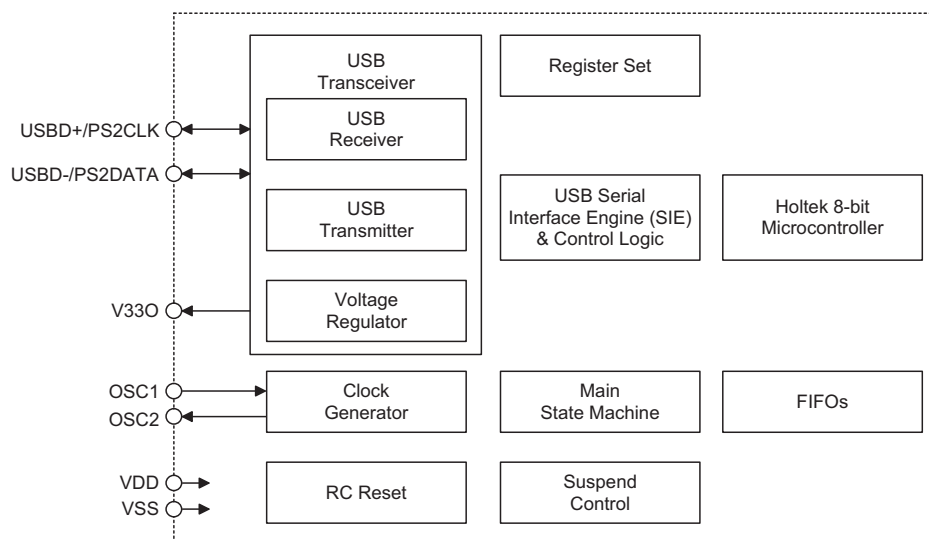 USB
Transceiver
Register Set
USBD+/PS2CLK
USB
Receiver
USBD-/PS2DATA
USB
Transmitter
USB Serial
Interface Engine (SIE)
& Control Logic
Holtek 8-bit
Microcontroller
V33O
Voltage
Regulator
OSC1
OSC2
Clock
Generator
Main
State Machine
FIFOs
VDD
VSS
RC Reset
Suspend
Control